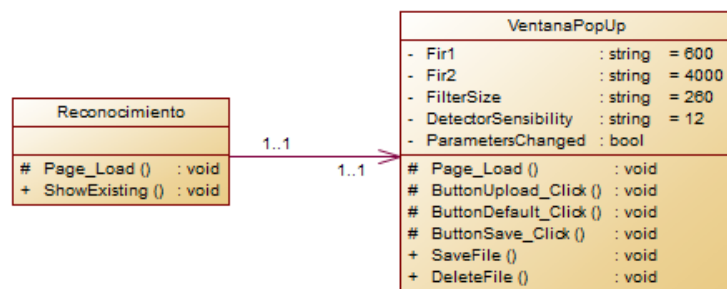 Reconocimiento
# Page_Load () : void
+ ShowExisting () : void
1..1
1..1
VentanaPopUp
- Fir1 : string = 600
- Fir2 : string = 4000
- FilterSize : string = 260
- DetectorSensibility : string = 12
- ParametersChanged : bool
# Page_Load () : void
# ButtonUpload_Click () : void
# ButtonDefault_Click () : void
# ButtonSave_Click () : void
+ SaveFile () : void
+ DeleteFile () : void